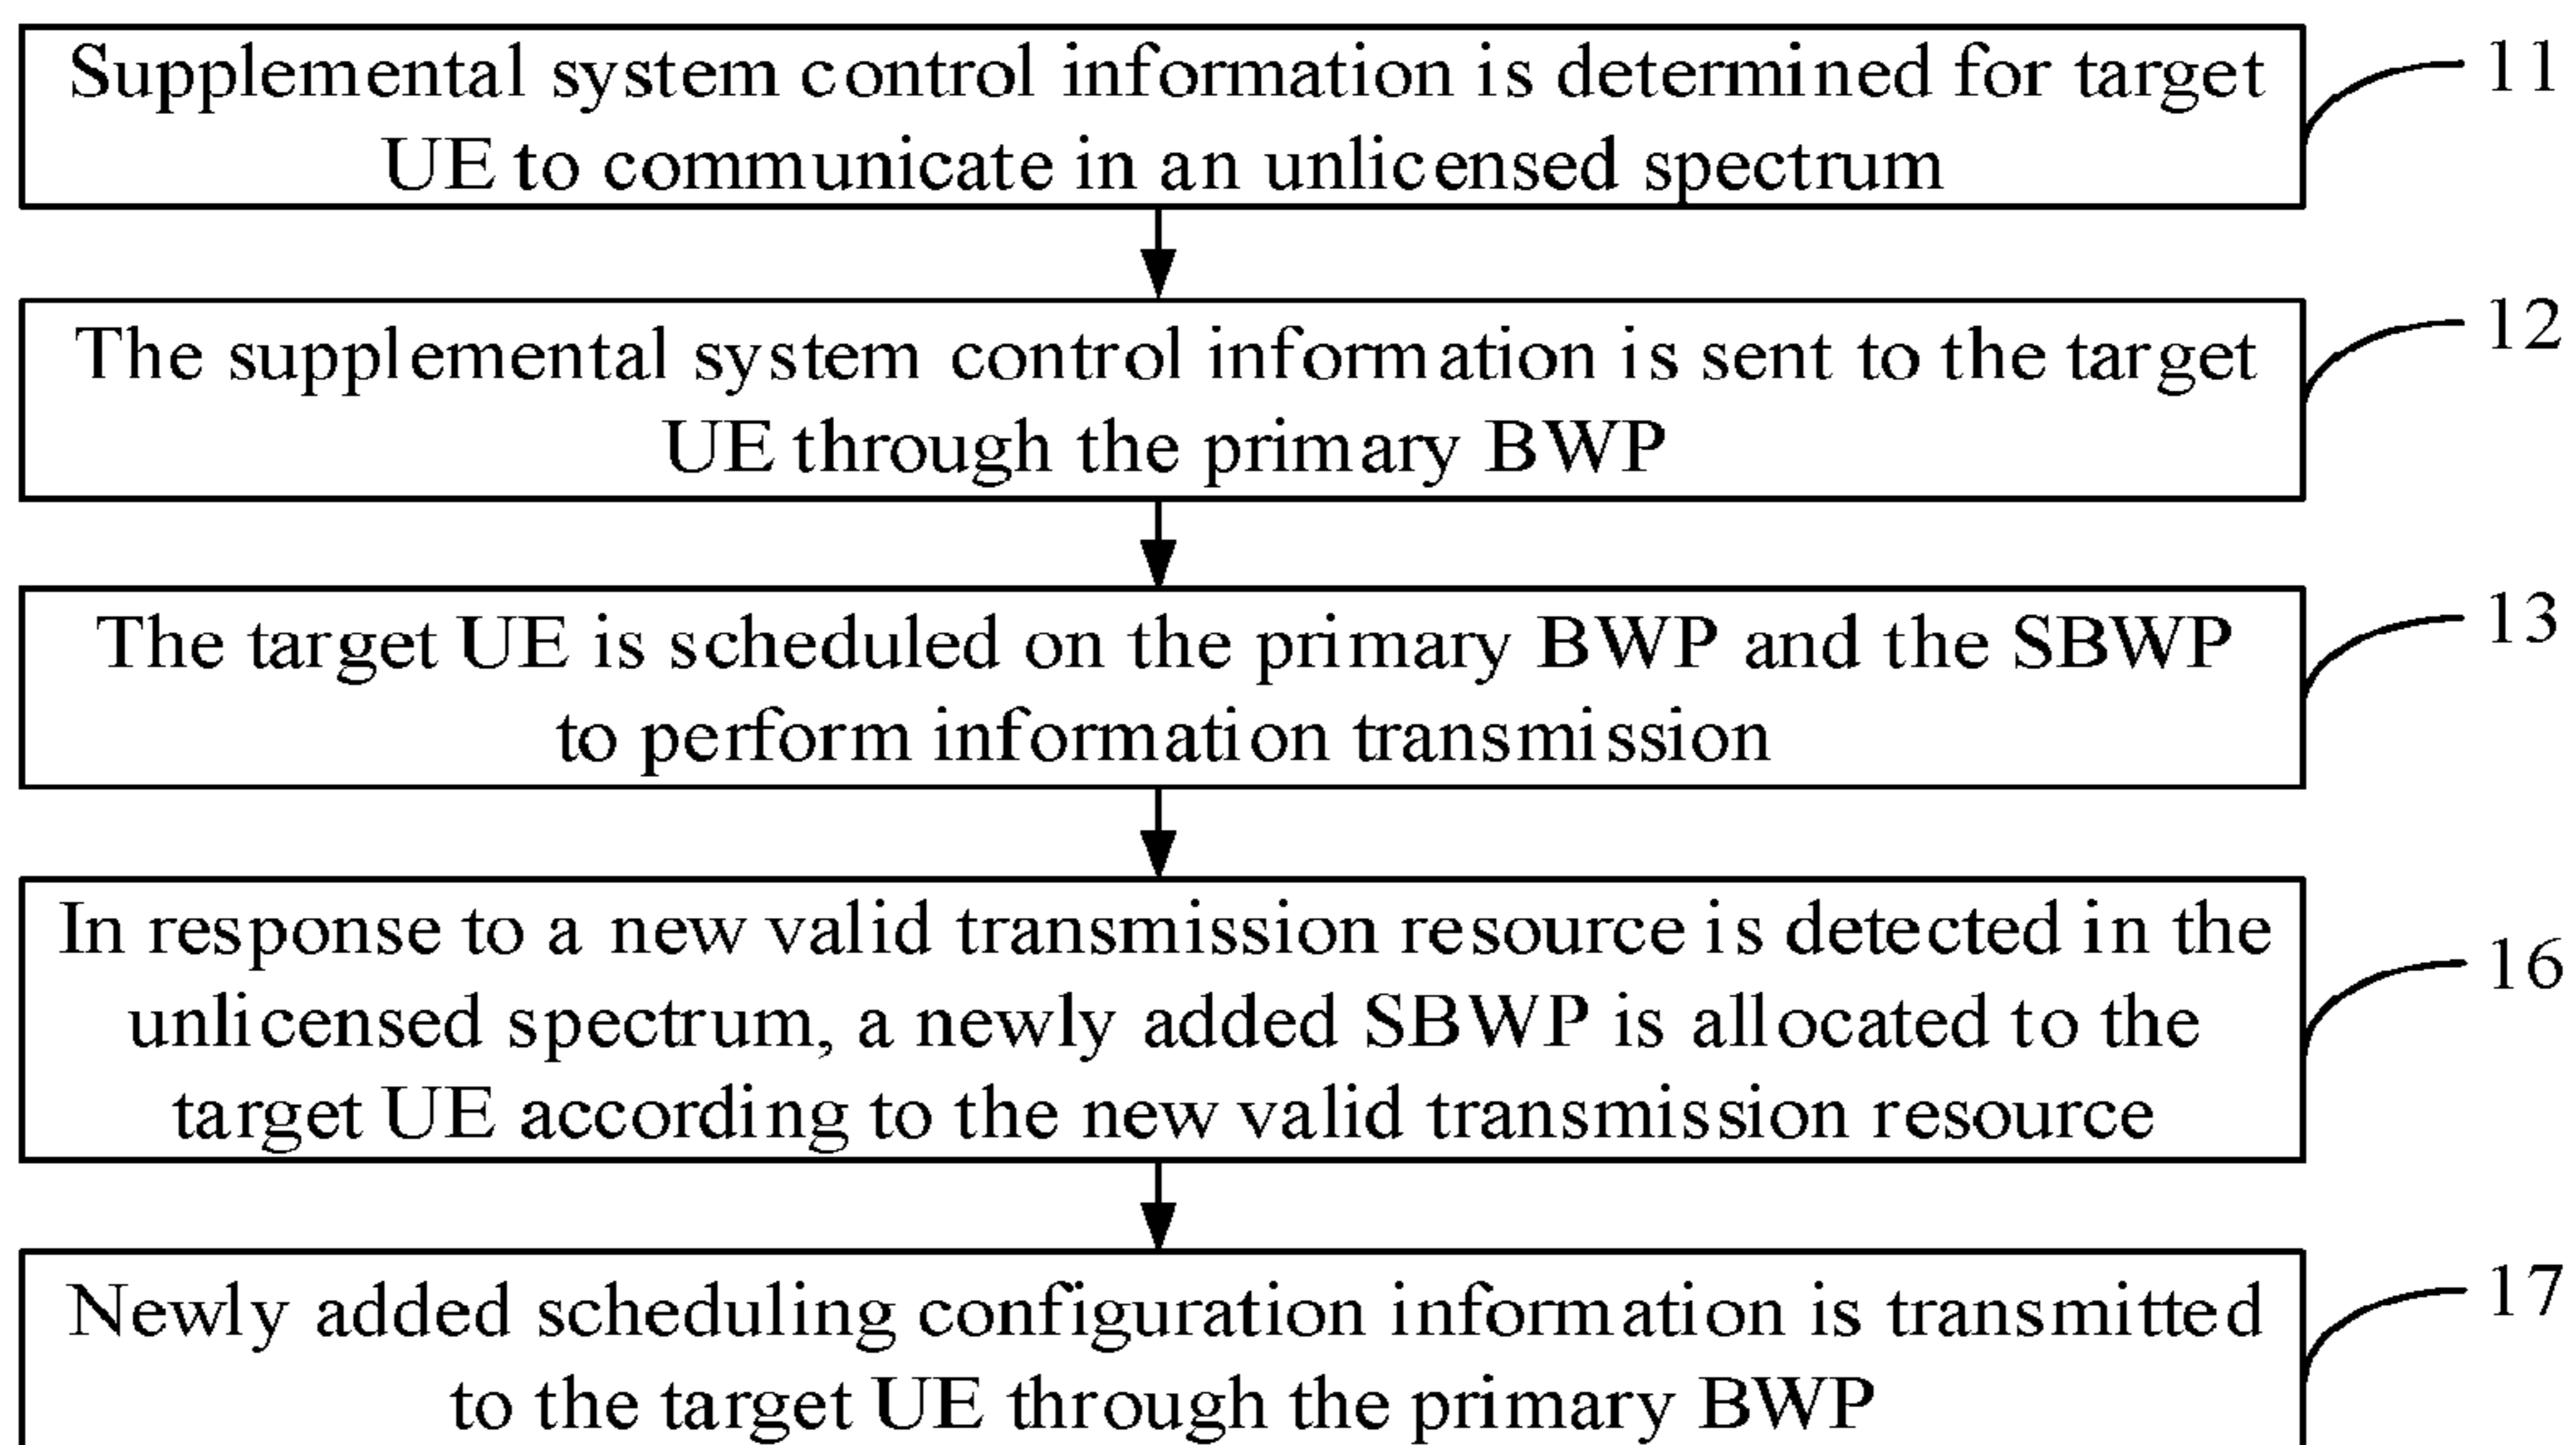 Supplemental system control information is determined for target
UE to communicate in an unlicensed spectrum
11
The supplemental system control information is sent to the target
UE through the primary BWP
12
The target UE is scheduled on the primary BWP and the SBWP
to perform information transmission
13
In response to a new valid transmission resource is detected in the
unlicensed spectrum, a newly added SBWP is allocated to the
target UE according to the new valid transmission resource
16
Newly added scheduling configuration information is transmitted
to the target UE through the primary BWP
17